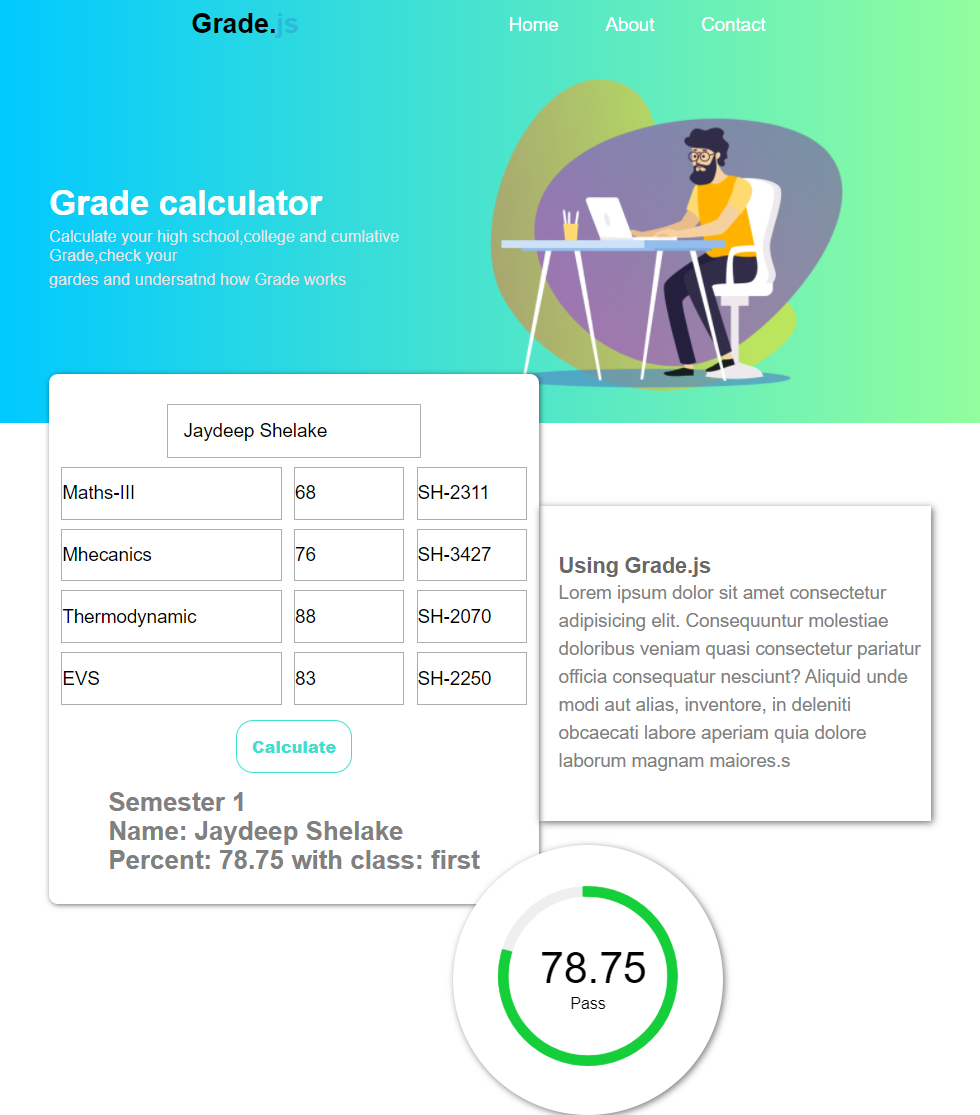 Grade.js
Home About Contact
Grade calculator
Calculate your high school,college and cumlative
Grade,check your
gardes and undersatnd how Grade works
Jaydeep Shelake
Maths-III 68 SH-2311
Mhecanics 76 SH-3427
Thermodynamic 88 SH-2070
EVS 83 SH-2250
Calculate
Semester 1
Name: Jaydeep Shelake
Percent: 78.75 with class: first
Using Grade.js
Lorem ipsum dolor sit amet consectetur
adipisicing elit. Consequuntur molestiae
doloribus veniam quasi consectetur pariatur
officia consequatur nesciunt? Aliquid unde
modi aut alias, inventore, in deleniti
obcaecati labore aperiam quia dolore
laborum magnam maiores.s
78.75
Pass